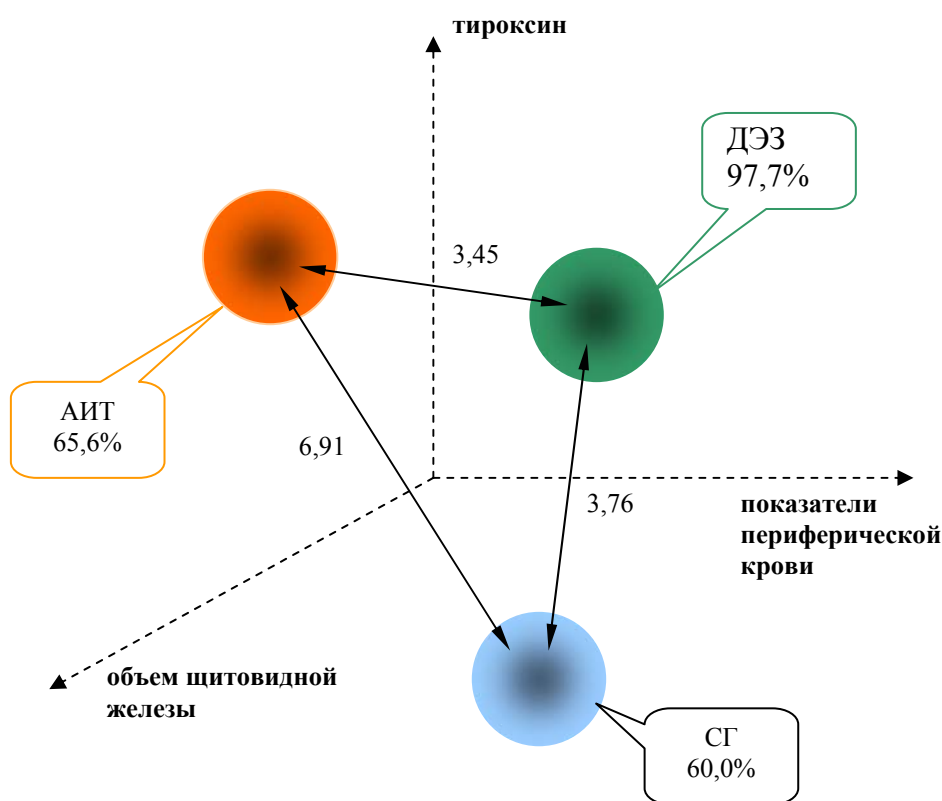 тироксин
ДЭЗ
97,7%
3,45
АИТ
65,6%
6,91
3,76
показатели
периферической
крови
объем щитовидной
железы
СГ
60,0%